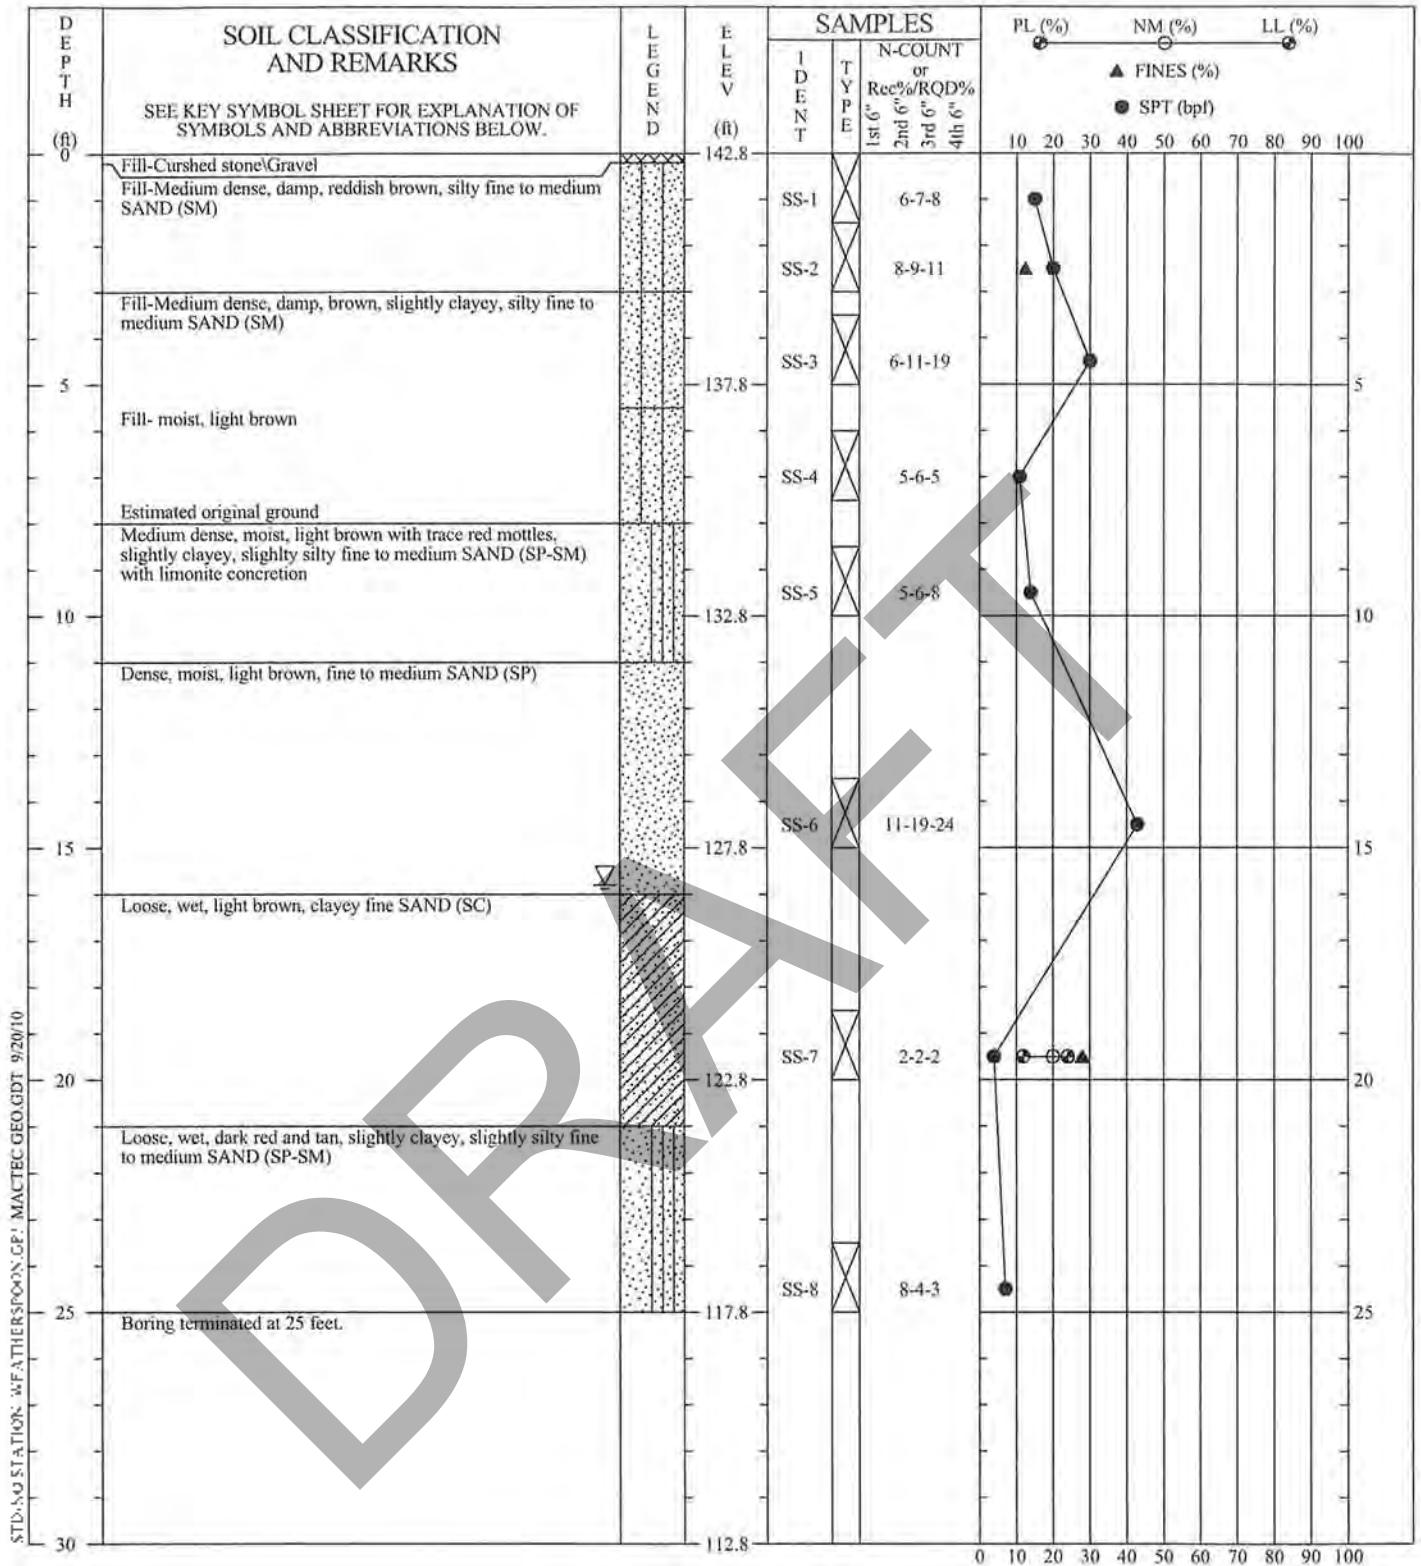 DEPTH
(ft)
SOIL CLASSIFICATION
AND REMARKS
SEE KEY SYMBOL SHEET FOR EXPLANATION OF
SYMBOLS AND ABBREVIATIONS BELOW.
LEGEND
ELEV
(ft)
SAMPLES
IDENT
TYPE
N-COUNT
or
Rec%/RQD%
1st 6"
2nd 6"
3rd 6"
4th 6"
PL (%) NM (%) LL (%)
▲ FINES (%)
● SPT (bpf)
10 20 30 40 50 60 70 80 90 100
0
142.8
Fill-Curshed stone\Gravel
Fill-Medium dense, damp, reddish brown, silty fine to medium
SAND (SM)
SS-1 6-7-8
SS-2 8-9-11
Fill-Medium dense, damp, brown, slightly clayey, silty fine to
medium SAND (SM)
SS-3 6-11-19
5 137.8 5
Fill- moist, light brown
SS-4 5-6-5
Estimated original ground
Medium dense, moist, light brown with trace red mottles,
slightly clayey, slighlty silty fine to medium SAND (SP-SM)
with limonite concretion
SS-5 5-6-8
10 132.8 10
Dense, moist, light brown, fine to medium SAND (SP)
SS-6 11-19-24
15 127.8 15
Loose, wet, light brown, clayey fine SAND (SC)
SS-7 2-2-2
20 122.8 20
Loose, wet, dark red and tan, slightly clayey, slightly silty fine
to medium SAND (SP-SM)
SS-8 8-4-3
25 117.8 25
Boring terminated at 25 feet.
30 112.8
0 10 20 30 40 50 60 70 80 90 100
DRAFT
STATION WEATHERSPOON.GPJ MACTEC GEO.GDT 9/20/10